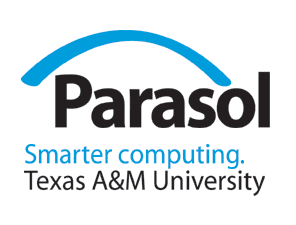 Parasol
Smarter computing.
Texas A&M University